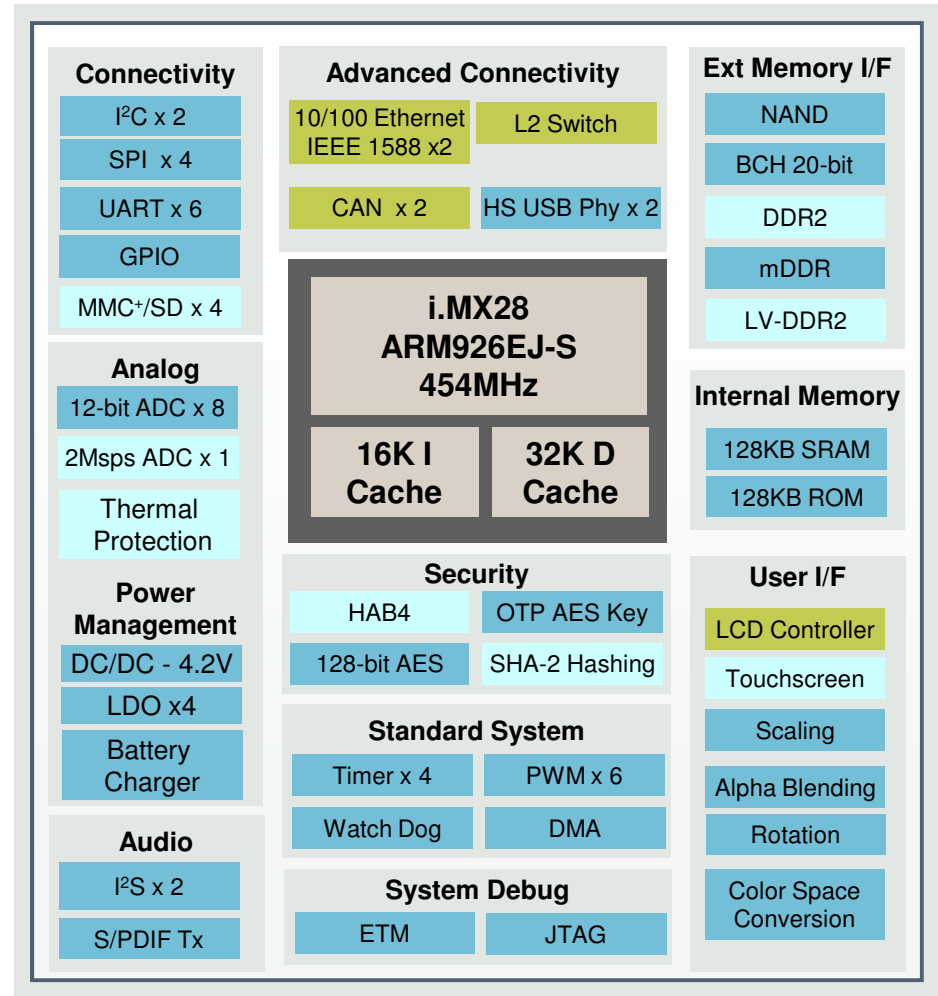 Connectivity
I²C x 2
SPI x 4
UART x 6
GPIO
MMC⁺/SD x 4
Analog
12-bit ADC x 8
2Msps ADC x 1
Thermal
Protection
Power
Management
DC/DC - 4.2V
LDO x4
Battery
Charger
Audio
I²S x 2
S/PDIF Tx
Advanced Connectivity
10/100 Ethernet
IEEE 1588 x2
L2 Switch
CAN x 2
HS USB Phy x 2
i.MX28
ARM926EJ-S
454MHz
16K I
Cache
32K D
Cache
Security
HAB4
OTP AES Key
128-bit AES
SHA-2 Hashing
Standard System
Timer x 4
PWM x 6
Watch Dog
DMA
System Debug
ETM
JTAG
Ext Memory I/F
NAND
BCH 20-bit
DDR2
mDDR
LV-DDR2
Internal Memory
128KB SRAM
128KB ROM
User I/F
LCD Controller
Touchscreen
Scaling
Alpha Blending
Rotation
Color Space
Conversion